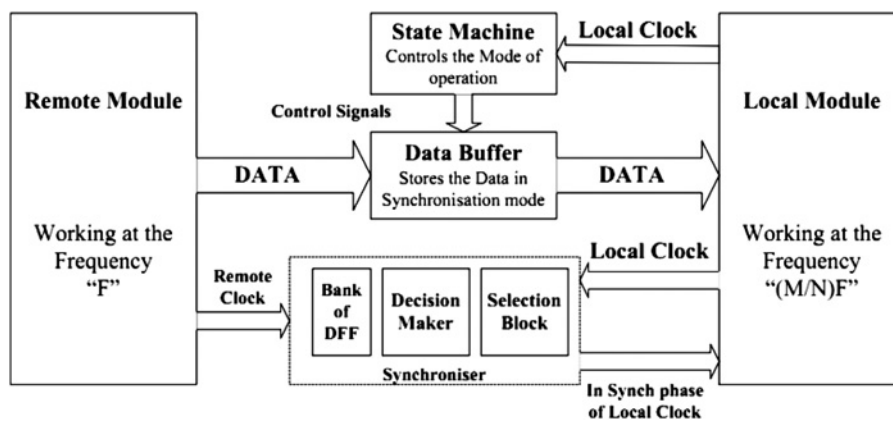 State Machine
Controls the Mode of
operation
Local Clock
Remote Module
Local Module
Control Signals
Data Buffer
Stores the Data in
Synchronisation mode
DATA
DATA
Working at the
Frequency
“F”
Working at the
Frequency
“(M/N)F”
Remote
Clock
Local Clock
Bank
of
DFF
Decision
Maker
Selection
Block
Synchroniser
In Synch phase
of Local Clock